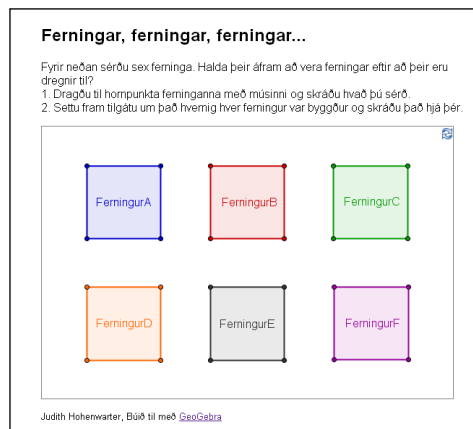 Ferningar, ferningar, ferningar...
Fyrir neðan sérðu sex ferninga. Halda þeir áfram að vera ferningar eftir að þeir eru
dregnir til?
1. Dragðu til hornpunkta ferninganna með músinni og skráðu hvað þú sérð.
2. Settu fram tilgátu um það hvernig hver ferningur var byggður og skráðu það hjá þér.
FerningurA FerningurB FerningurC
FerningurD FerningurE FerningurF
Judith Hohenwarter, Búið til með GeoGebra